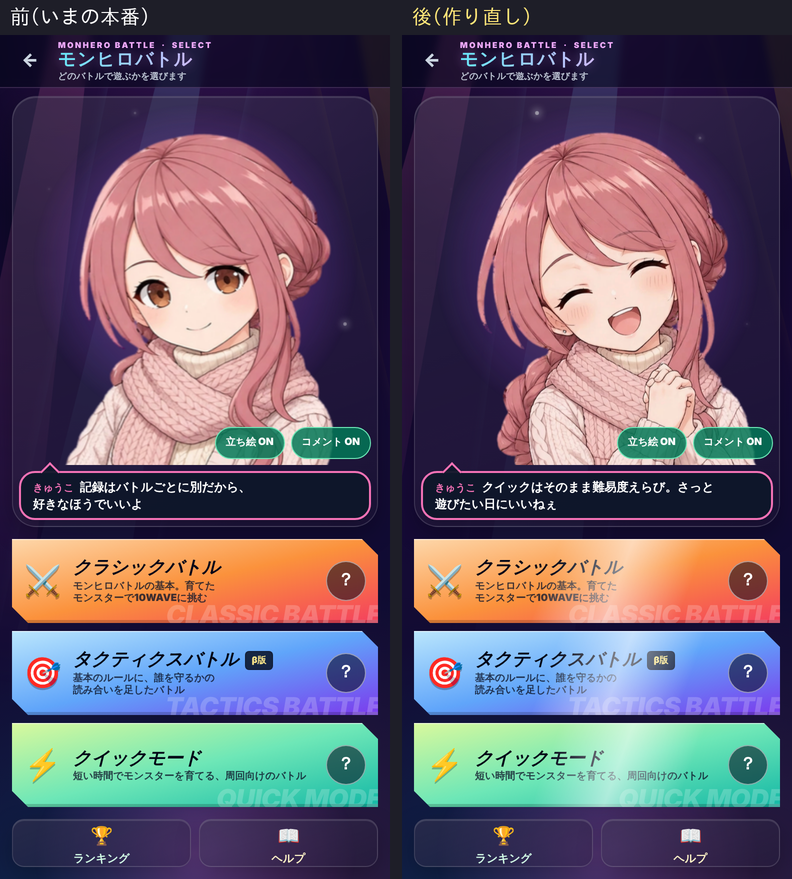 前(いまの本番)
MONHERO BATTLE · SELECT
モンヒロバトル
どのバトルで遊ぶかを選びます
立ち絵 ON
コメント ON
きゅうこ 記録はバトルごとに別だから、
好きなほうでいいよ
クラシックバトル
モンヒロバトルの基本。育てた
モンスターで10WAVEに挑む
?
CLASSIC BATTLE
タクティクスバトル β版
基本のルールに、誰を守るかの
読み合いを足したバトル
?
TACTICS BATTLE
クイックモード
短い時間でモンスターを育てる、周回向けのバトル
?
QUICK MODE
ランキング
ヘルプ
後(作り直し)
MONHERO BATTLE · SELECT
モンヒロバトル
どのバトルで遊ぶかを選びます
立ち絵 ON
コメント ON
きゅうこ クイックはそのまま難易度えらび。さっと
遊びたい日にいいねぇ
クラシックバトル
モンヒロバトルの基本。育てた
モンスターで10WAVEに挑む
?
CLASSIC BATTLE
タクティクスバトル β版
基本のルールに、誰を守るかの
読み合いを足したバトル
?
TACTICS BATTLE
クイックモード
短い時間でモンスターを育てる、周回向けのバトル
?
QUICK MODE
ランキング
ヘルプ